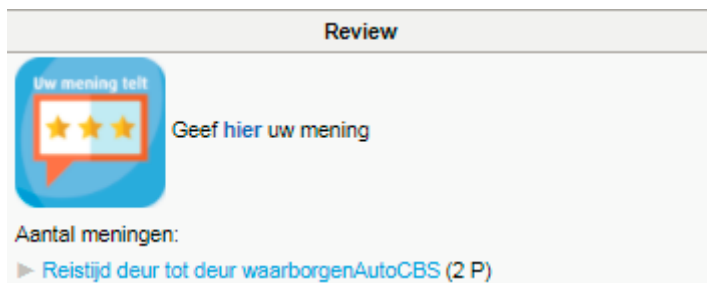 Review
Uw mening telt
Geef hier uw mening
Aantal meningen:
► Reistijd deur tot deur waarborgenAutoCBS (2 P)